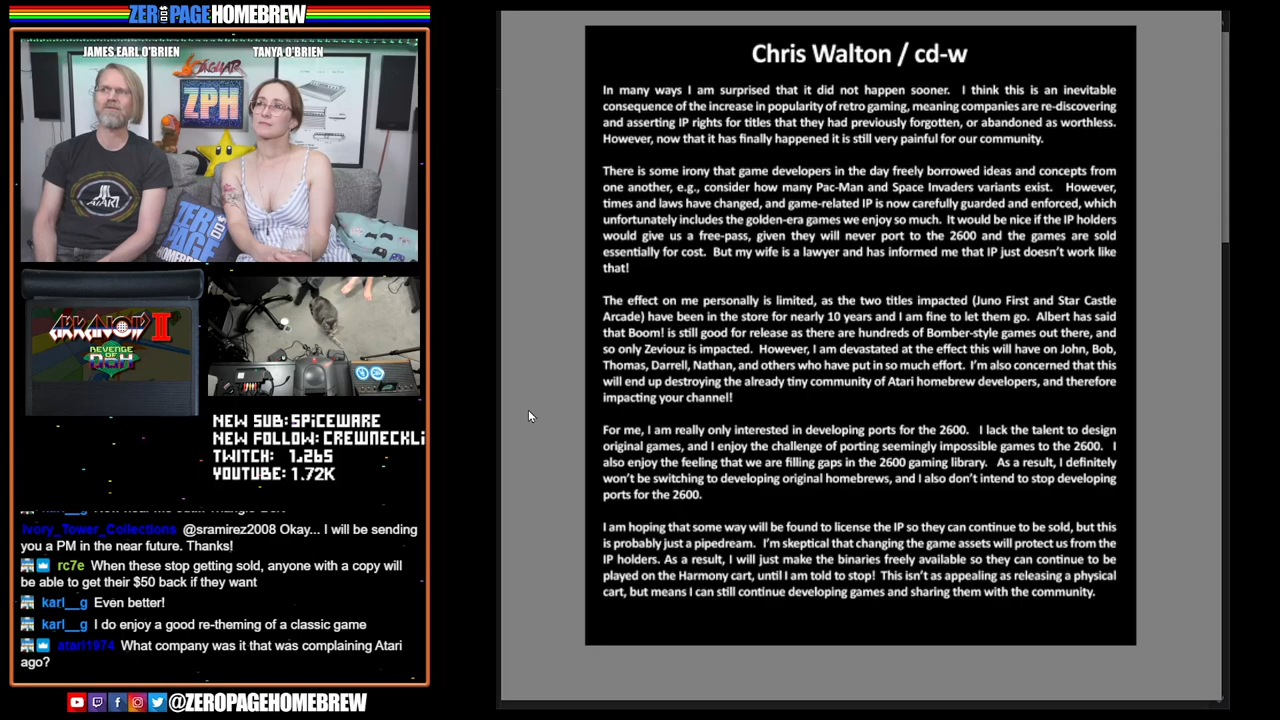 ZEROPAGEHOMEBREW
JAMES EARL O'BRIEN
TANYA O'BRIEN
ZPH
ATARI
ZERO
PAGE
ARKANOID II
REVENGE OF DOH
NEW SUB: SPICEWARE
NEW FOLLOW: CREWNECKLI
TWITCH: 1,265
YOUTUBE: 1.72K
Ivory_Tower_Collections @sramirez2008 Okay... I will be sending
you a PM in the near future. Thanks!
rc7e When these stop getting sold, anyone with a copy will
be able to get their $50 back if they want
karl__g Even better!
karl__g I do enjoy a good re-theming of a classic game
atari1974 What company was it that was complaining Atari
ago?
@ZEROPAGEHOMEBREW
Chris Walton / cd-w
In many ways I am surprised that it did not happen sooner. I think this is an inevitable
consequence of the increase in popularity of retro gaming, meaning companies are re-discovering
and asserting IP rights for titles that they had previously forgotten, or abandoned as worthless.
However, now that it has finally happened it is still very painful for our community.
There is some irony that game developers in the day freely borrowed ideas and concepts from
one another, e.g., consider how many Pac-Man and Space Invaders variants exist. However,
times and laws have changed, and game-related IP is now carefully guarded and enforced, which
unfortunately includes the golden-era games we enjoy so much. It would be nice if the IP holders
would give us a free-pass, given they will never port to the 2600 and the games are sold
essentially for cost. But my wife is a lawyer and has informed me that IP just doesn't work like
that!
The effect on me personally is limited, as the two titles impacted (Juno First and Star Castle
Arcade) have been in the store for nearly 10 years and I am fine to let them go. Albert has said
that Boom! is still good for release as there are hundreds of Bomber-style games out there, and
so only Zeviouz is impacted. However, I am devastated at the effect this will have on John, Bob,
Thomas, Darrell, Nathan, and others who have put in so much effort. I'm also concerned that this
will end up destroying the already tiny community of Atari homebrew developers, and therefore
impacting your channel!
For me, I am really only interested in developing ports for the 2600. I lack the talent to design
original games, and I enjoy the challenge of porting seemingly impossible games to the 2600. I
also enjoy the feeling that we are filling gaps in the 2600 gaming library. As a result, I definitely
won't be switching to developing original homebrews, and I also don't intend to stop developing
ports for the 2600.
I am hoping that some way will be found to license the IP so they can continue to be sold, but this
is probably just a pipedream. I'm skeptical that changing the game assets will protect us from the
IP holders. As a result, I will just make the binaries freely available so they can continue to be
played on the Harmony cart, until I am told to stop! This isn't as appealing as releasing a physical
cart, but means I can still continue developing games and sharing them with the community.